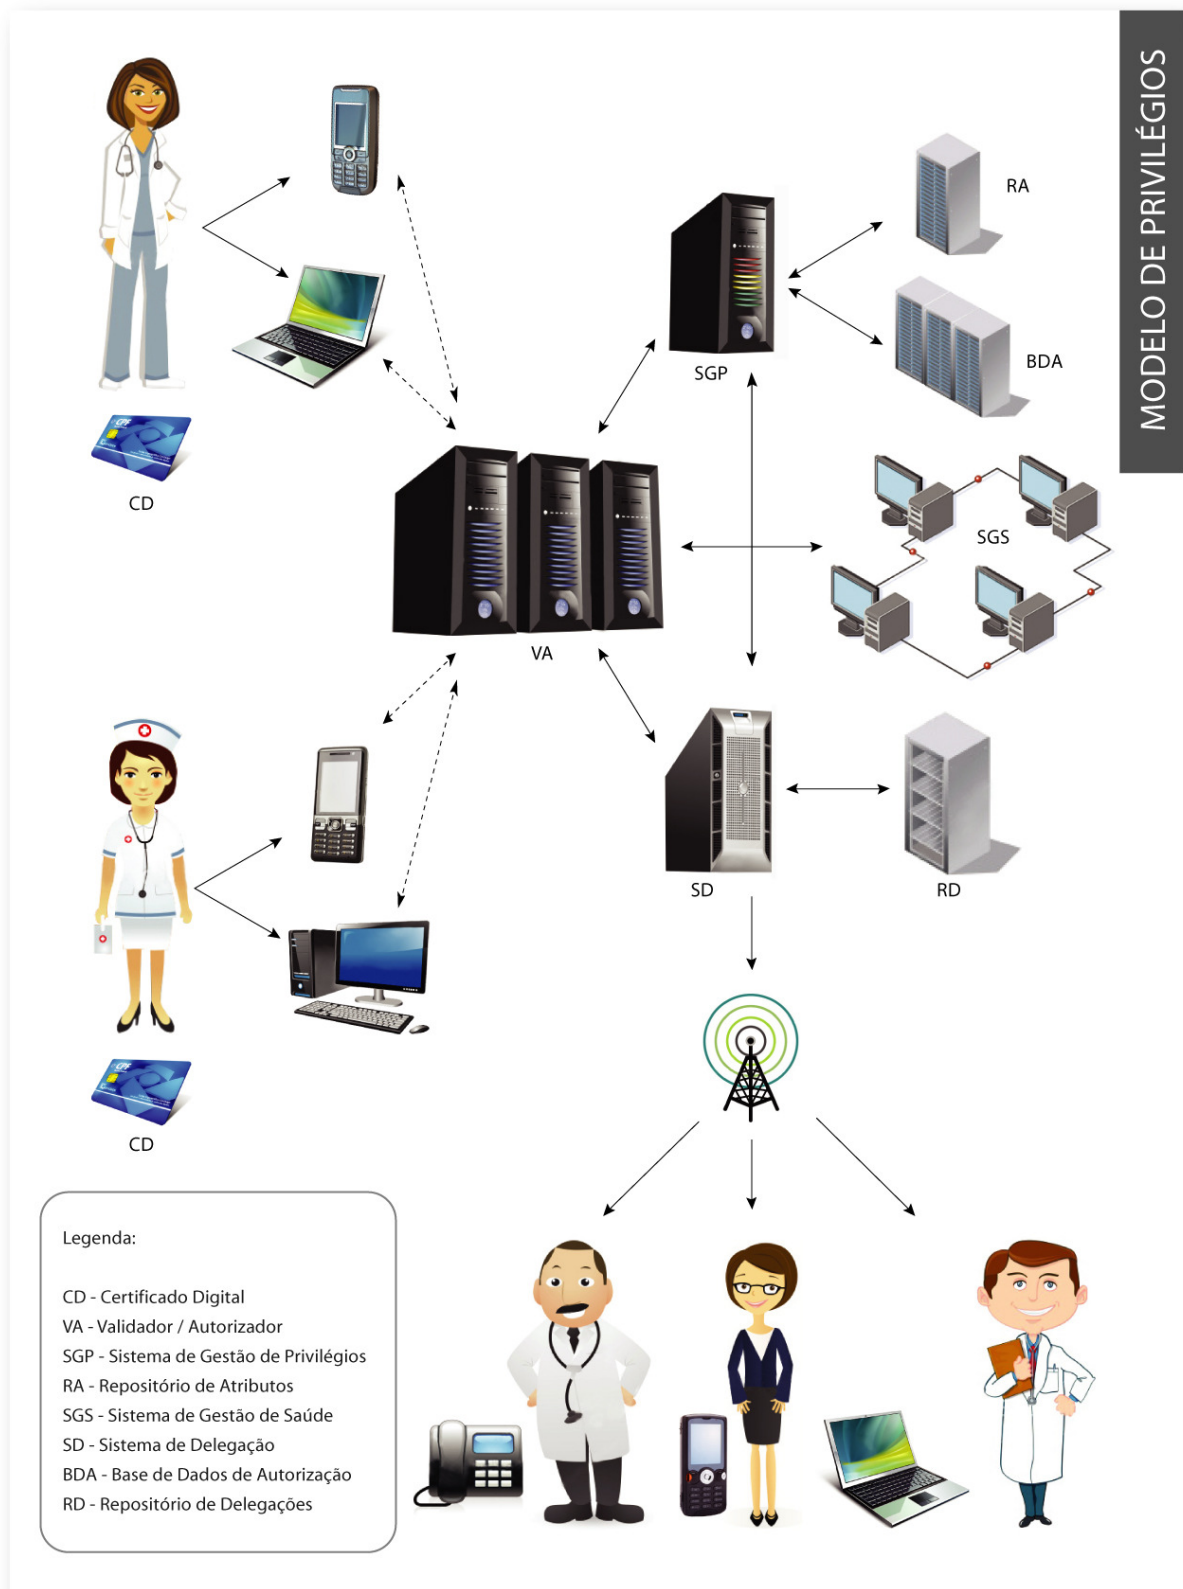 MODELO DE PRIVILÉGIOS
RA
SGP
BDA
CPF
CD
SGS
VA
SD
RD
CPF
CD
Legenda:
CD - Certificado Digital
VA - Validador / Autorizador
SGP - Sistema de Gestão de Privilégios
RA - Repositório de Atributos
SGS - Sistema de Gestão de Saúde
SD - Sistema de Delegação
BDA - Base de Dados de Autorização
RD - Repositório de Delegações